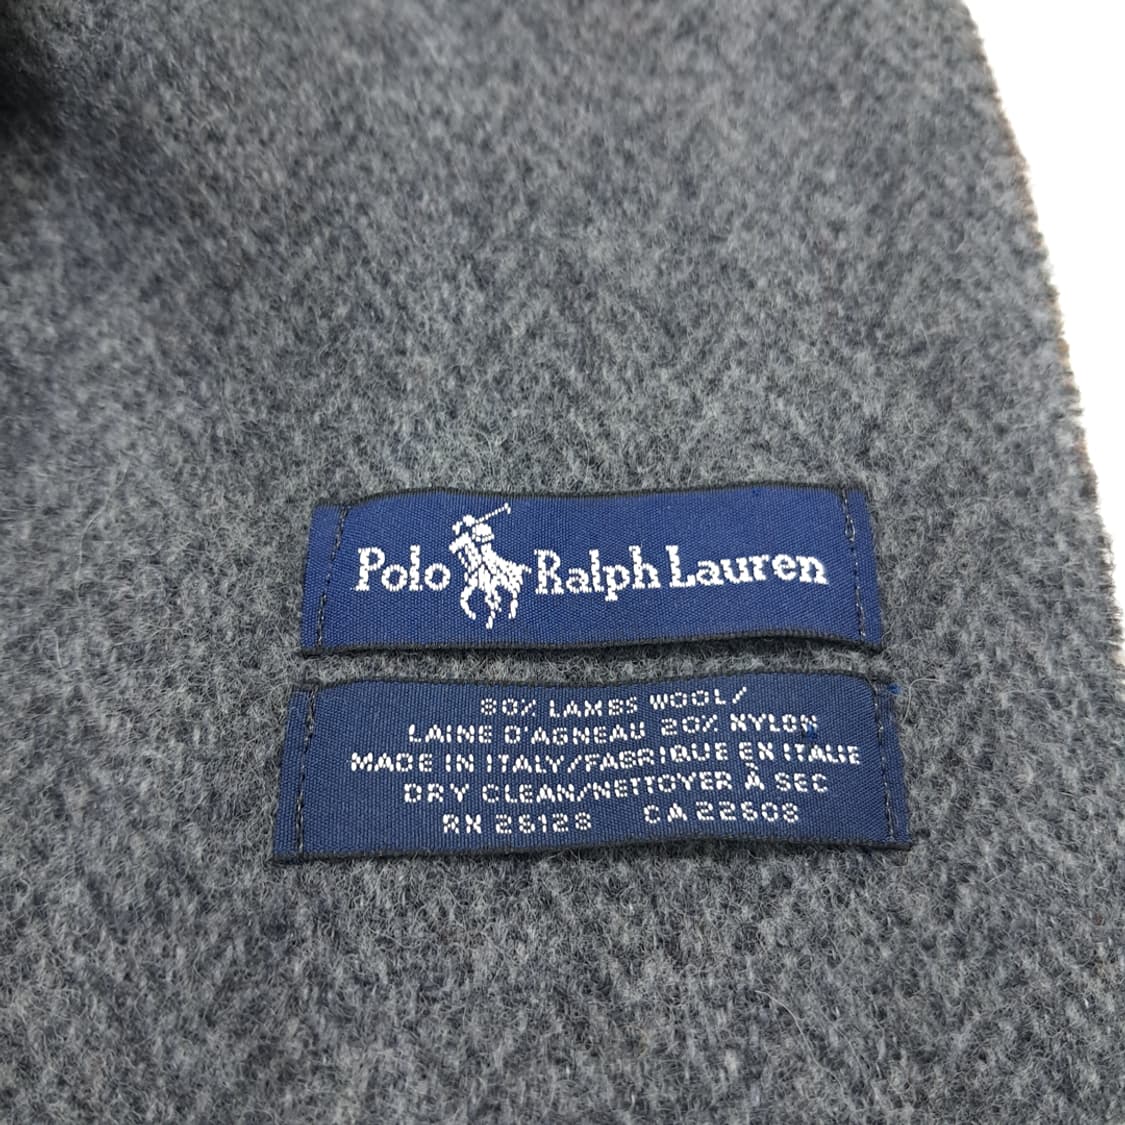 Polo Ralph Lauren
80% LAMBS WOOL/
LAINE D'AGNEAU 20% NYLON
MADE IN ITALY/FABRIQUE EN ITALIE
DRY CLEAN/NETTOYER À SEC
RN 26128 CA 22608